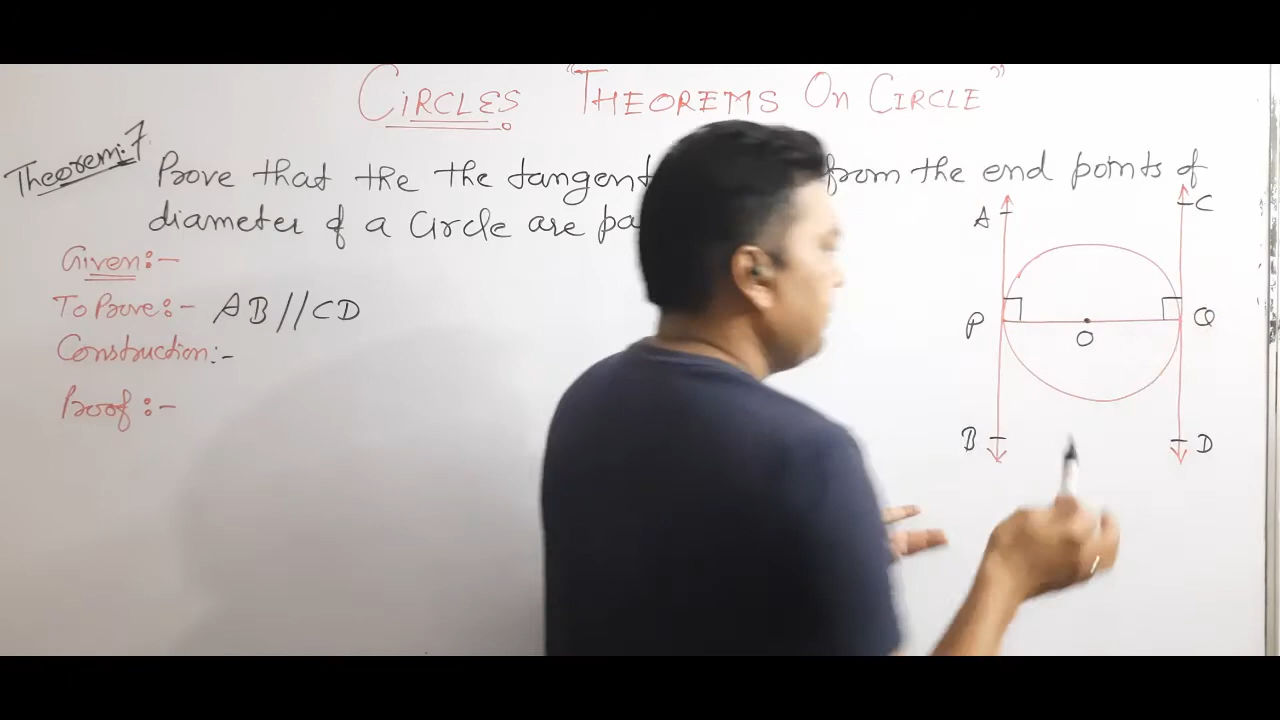 CIRCLES "THEOREMS On CIRCLE"
Theorem:7
Prove that the the tangent from the end points of
diameter of a Circle are pa
Given:-
To Prove:- AB//CD
Construction:-
Proof:-
A C
P O Q
B D